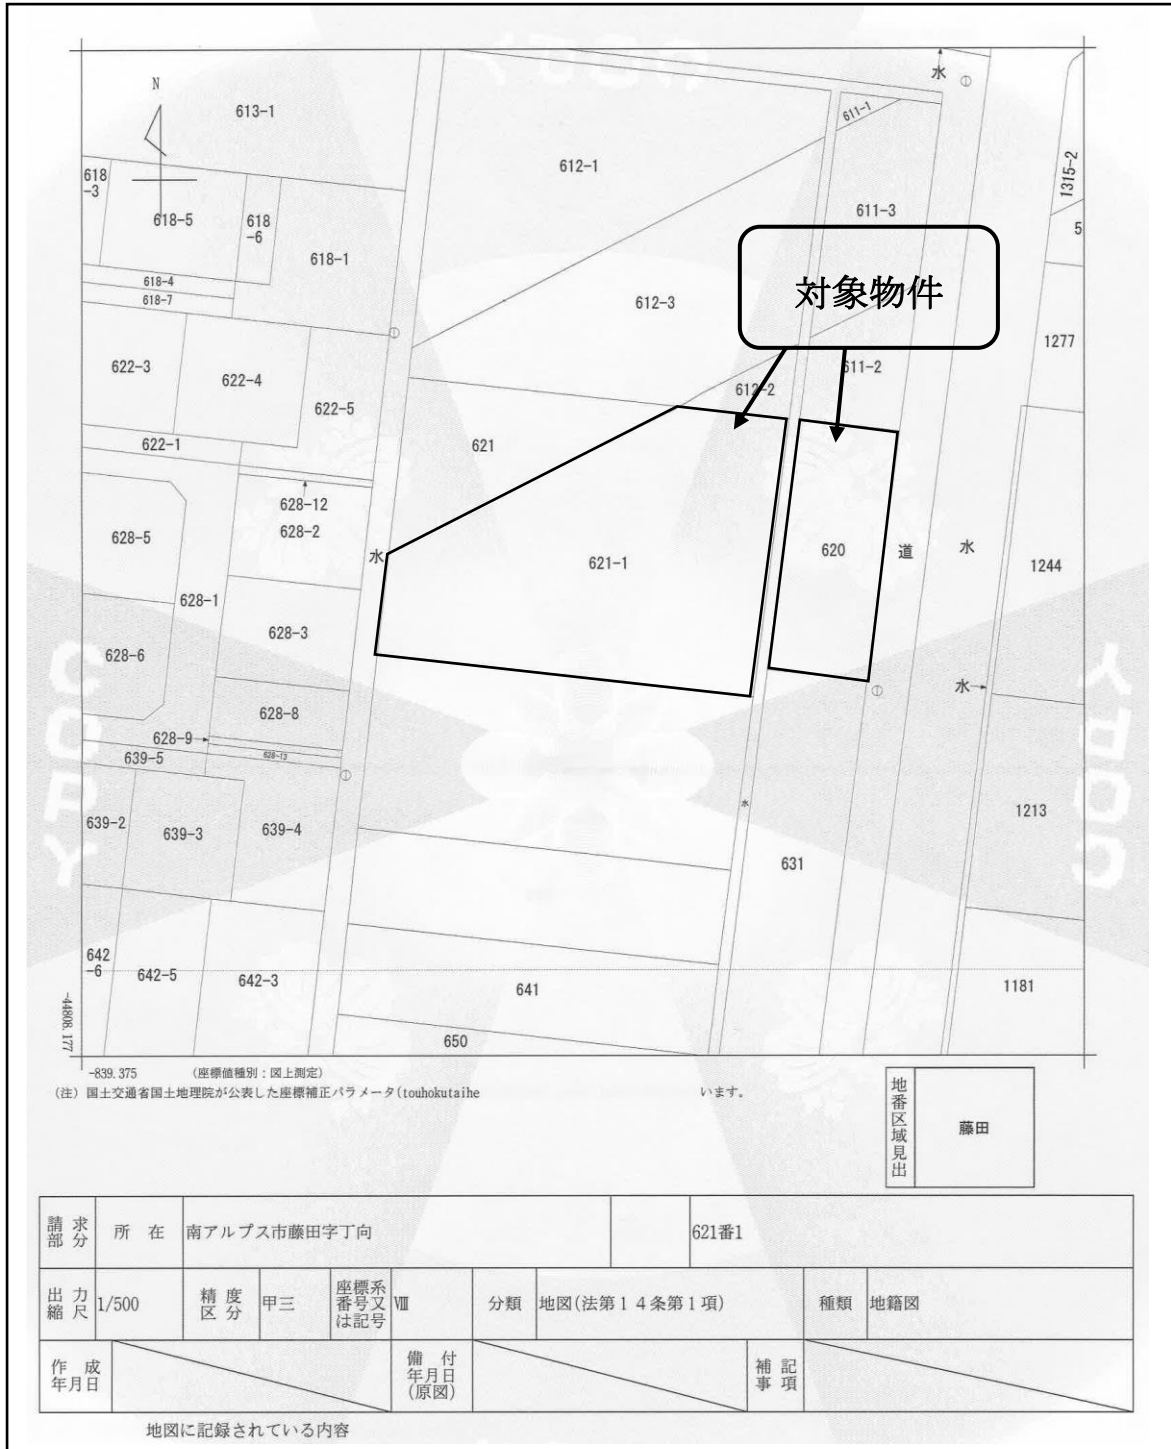 N
613-1
水
611-1
612-1
1315-2
618
-3
618-5
618
-6
611-3
5
618-1
618-4
対象物件
618-7
612-3
1277
622-3
622-4
611-2
622-5
612-2
622-1
621
628-12
628-2
628-5
水
道
水
620
621-1
1244
628-1
628-3
628-6
水
628-8
628-9
628-13
639-5
水
1213
639-2
639-3
639-4
631
642
-6
642-5
642-3
641
1181
-44808.177
650
-839.375
(座標値種別：図上測定)
(注) 国土交通省国土地理院が公表した座標補正パラメータ(touhokutaihe
います。
地番区域見出
藤田
請求
部分
所 在
南アルプス市藤田字丁向
621番1
出力
縮尺
1/500
精度
区分
甲三
座標系
番号又
は記号
Ⅷ
分類
地図(法第１４条第１項)
種類
地籍図
作 成
年月日
備 付
年月日
(原図)
補記
事項
地図に記録されている内容
COPY
COPY
COPY